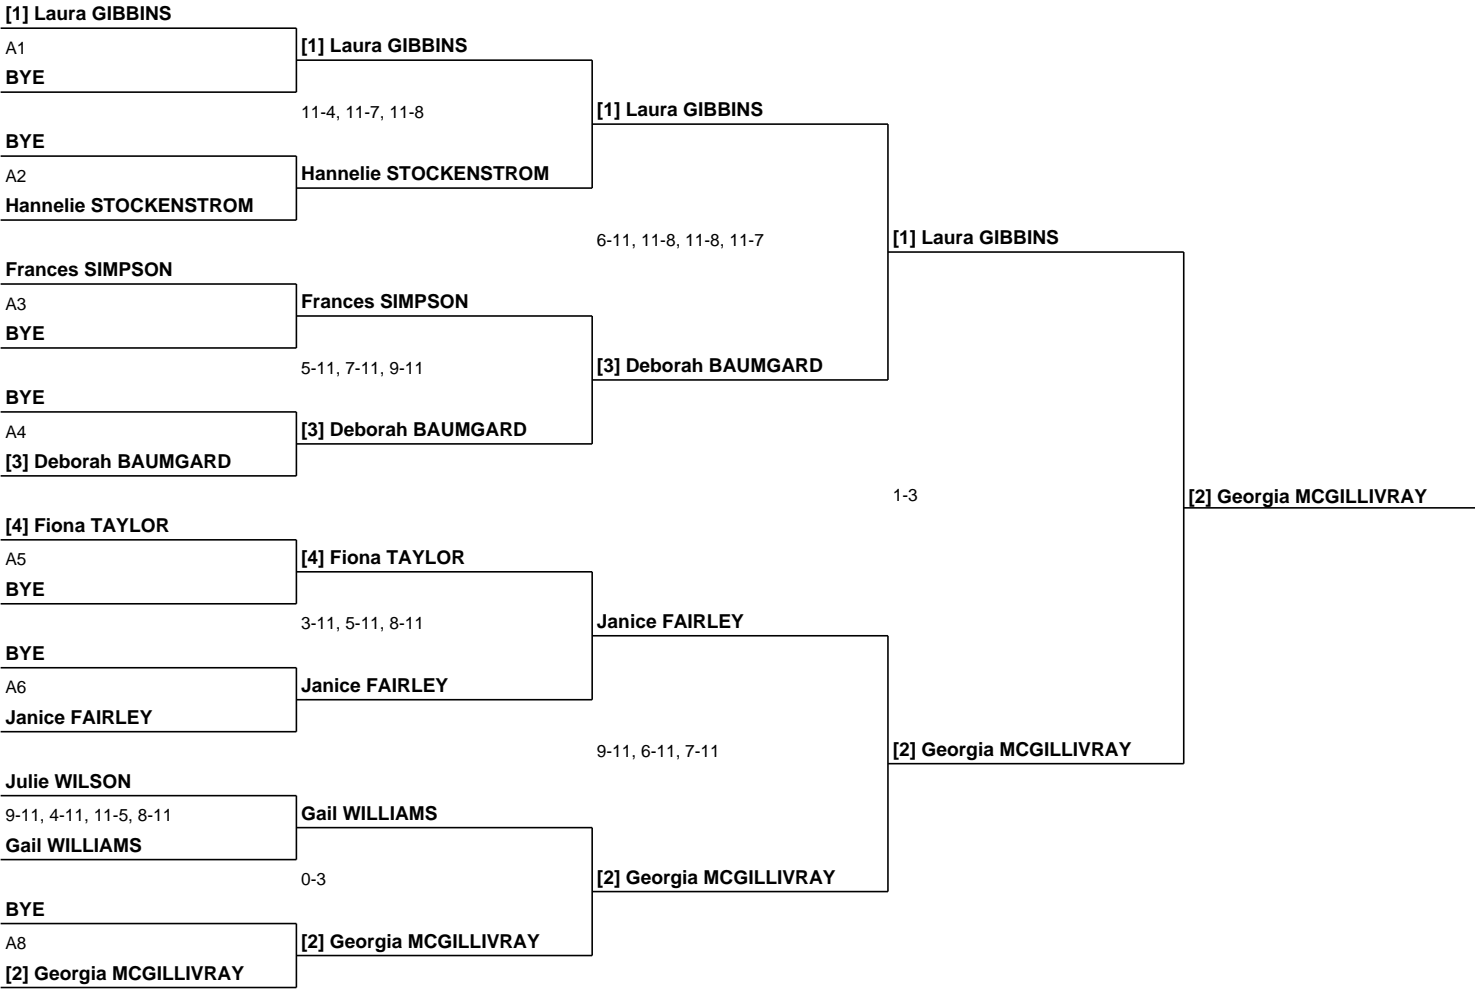 [1] Laura GIBBINS
A1
BYE
[1] Laura GIBBINS
11-4, 11-7, 11-8
BYE
A2
Hannelie STOCKENSTROM
Hannelie STOCKENSTROM
[1] Laura GIBBINS
6-11, 11-8, 11-8, 11-7
Frances SIMPSON
A3
BYE
Frances SIMPSON
5-11, 7-11, 9-11
BYE
A4
[3] Deborah BAUMGARD
[3] Deborah BAUMGARD
[3] Deborah BAUMGARD
[1] Laura GIBBINS
1-3
[4] Fiona TAYLOR
A5
BYE
[4] Fiona TAYLOR
3-11, 5-11, 8-11
BYE
A6
Janice FAIRLEY
Janice FAIRLEY
Janice FAIRLEY
9-11, 6-11, 7-11
Julie WILSON
9-11, 4-11, 11-5, 8-11
Gail WILLIAMS
Gail WILLIAMS
0-3
BYE
A8
[2] Georgia MCGILLIVRAY
[2] Georgia MCGILLIVRAY
[2] Georgia MCGILLIVRAY
[2] Georgia MCGILLIVRAY
[2] Georgia MCGILLIVRAY